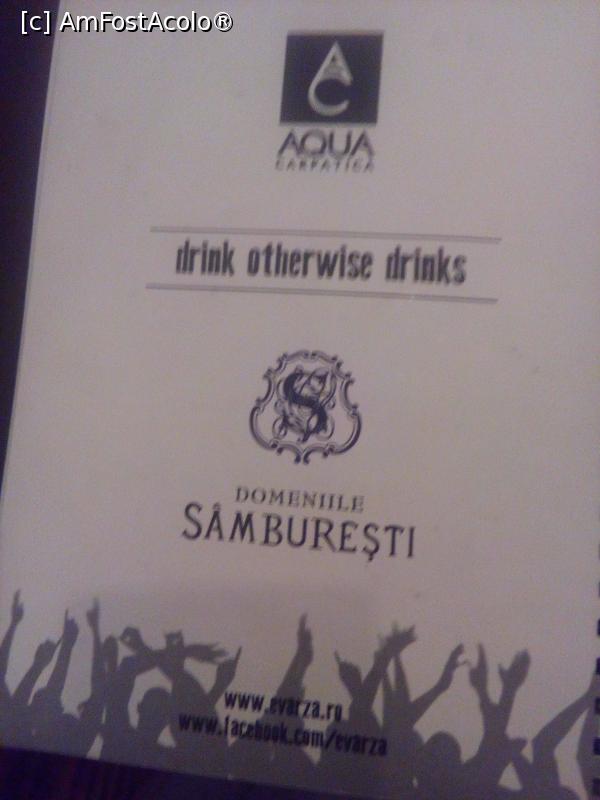 [c] AmFostAcolo®
AQUA
CARPATICA
drink otherwise drinks
S
DOMENIILE
SÂMBUREȘTI
www.evarza.ro
www.facebook.com/evarza